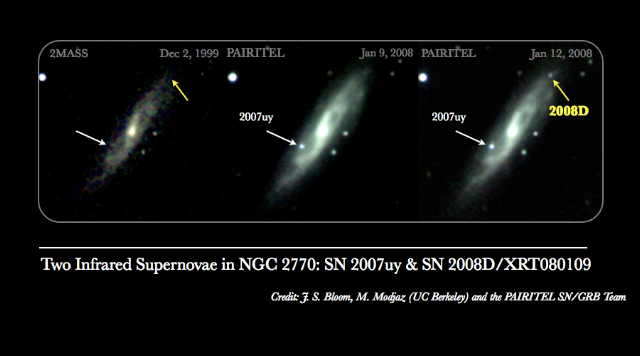 2MASS Dec 2, 1999 PAIRITEL Jan 9, 2008 PAIRITEL Jan 12, 2008
2007uy 2007uy 2008D
Two Infrared Supernovae in NGC 2770: SN 2007uy & SN 2008D/XRT080109
Credit: J. S. Bloom, M. Modjaz (UC Berkeley) and the PAIRITEL SN/GRB Team